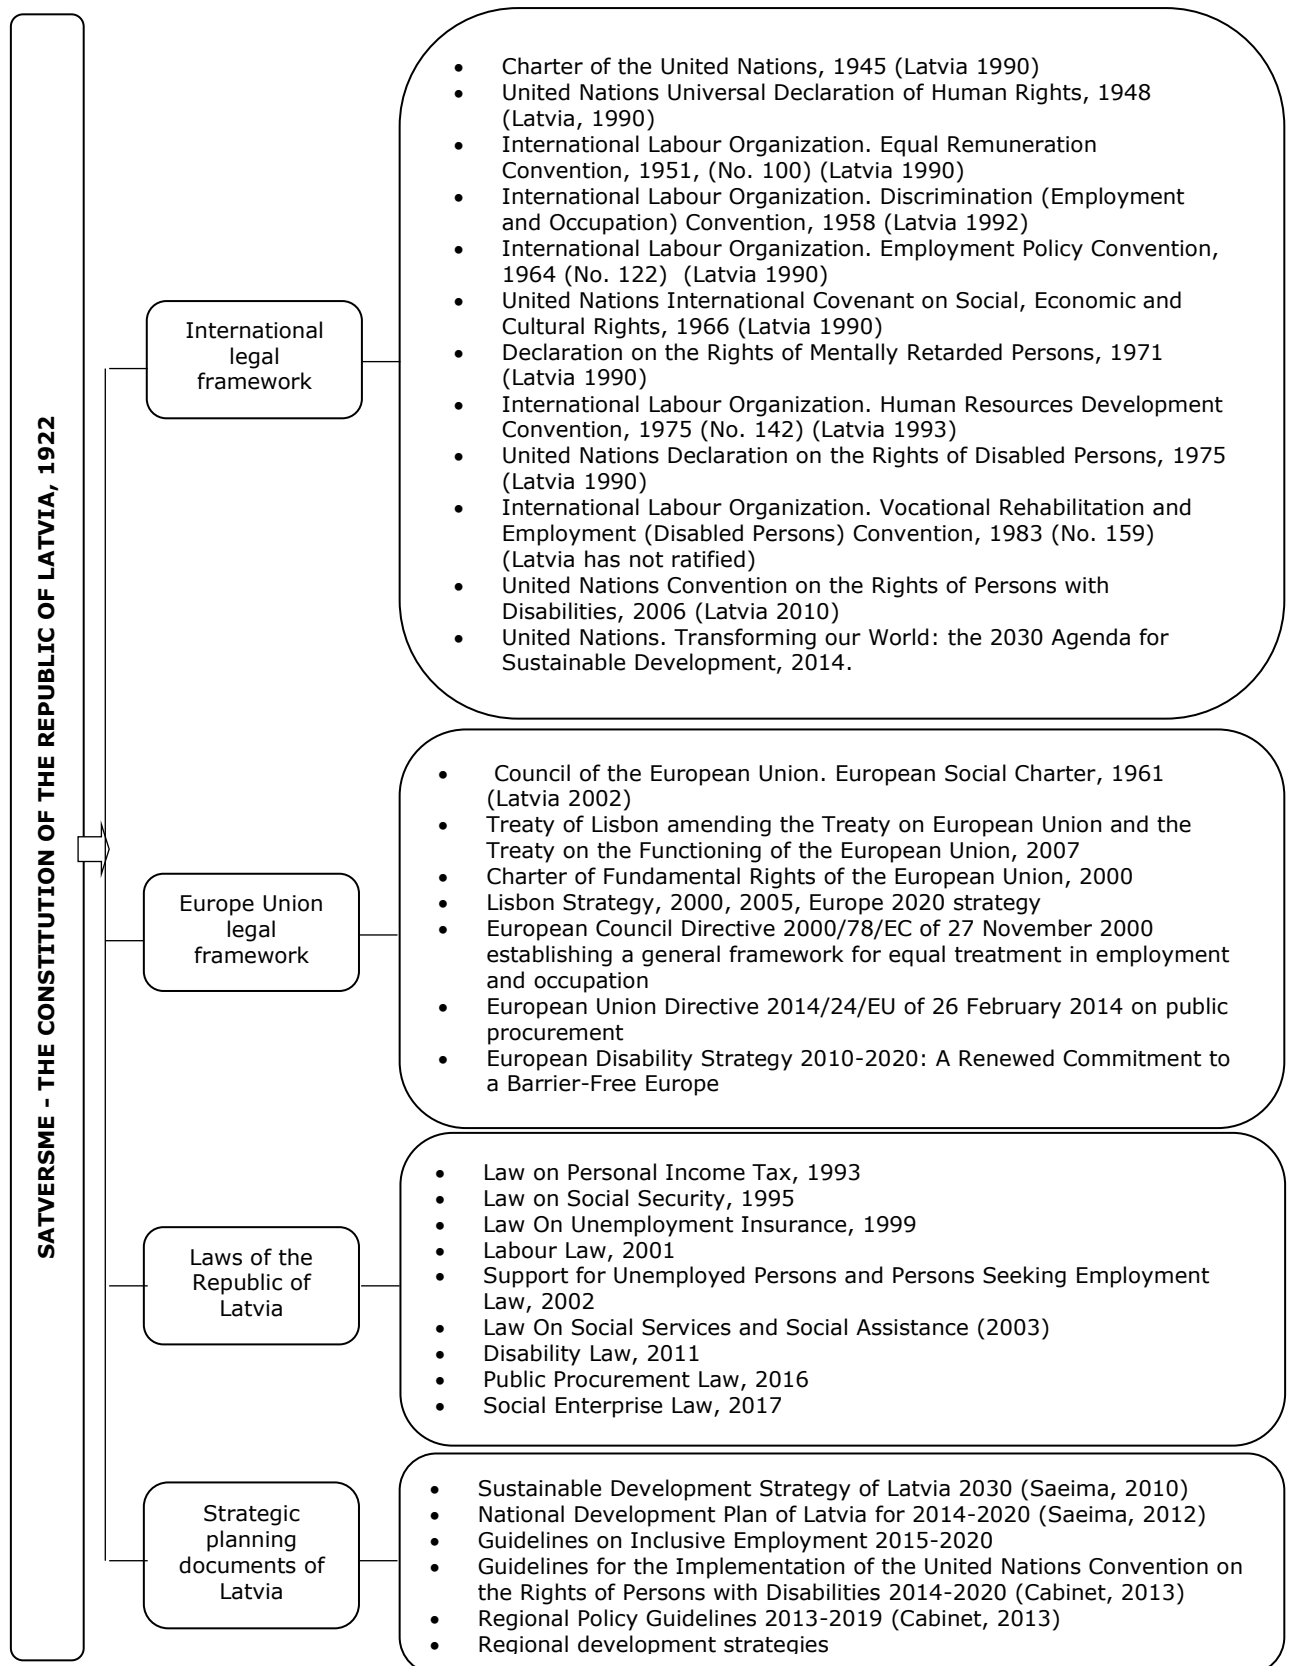 SATVERSME - THE CONSTITUTION OF THE REPUBLIC OF LATVIA, 1922
International
legal
framework
• Charter of the United Nations, 1945 (Latvia 1990)
• United Nations Universal Declaration of Human Rights, 1948
(Latvia, 1990)
• International Labour Organization. Equal Remuneration
Convention, 1951, (No. 100) (Latvia 1990)
• International Labour Organization. Discrimination (Employment
and Occupation) Convention, 1958 (Latvia 1992)
• International Labour Organization. Employment Policy Convention,
1964 (No. 122)  (Latvia 1990)
• United Nations International Covenant on Social, Economic and
Cultural Rights, 1966 (Latvia 1990)
• Declaration on the Rights of Mentally Retarded Persons, 1971
(Latvia 1990)
• International Labour Organization. Human Resources Development
Convention, 1975 (No. 142) (Latvia 1993)
• United Nations Declaration on the Rights of Disabled Persons, 1975
(Latvia 1990)
• International Labour Organization. Vocational Rehabilitation and
Employment (Disabled Persons) Convention, 1983 (No. 159)
(Latvia has not ratified)
• United Nations Convention on the Rights of Persons with
Disabilities, 2006 (Latvia 2010)
• United Nations. Transforming our World: the 2030 Agenda for
Sustainable Development, 2014.
Europe Union
legal
framework
• Council of the European Union. European Social Charter, 1961
(Latvia 2002)
• Treaty of Lisbon amending the Treaty on European Union and the
Treaty on the Functioning of the European Union, 2007
• Charter of Fundamental Rights of the European Union, 2000
• Lisbon Strategy, 2000, 2005, Europe 2020 strategy
• European Council Directive 2000/78/EC of 27 November 2000
establishing a general framework for equal treatment in employment
and occupation
• European Union Directive 2014/24/EU of 26 February 2014 on public
procurement
• European Disability Strategy 2010-2020: A Renewed Commitment to
a Barrier-Free Europe
Laws of the
Republic of
Latvia
• Law on Personal Income Tax, 1993
• Law on Social Security, 1995
• Law On Unemployment Insurance, 1999
• Labour Law, 2001
• Support for Unemployed Persons and Persons Seeking Employment
Law, 2002
• Law On Social Services and Social Assistance (2003)
• Disability Law, 2011
• Public Procurement Law, 2016
• Social Enterprise Law, 2017
Strategic
planning
documents of
Latvia
• Sustainable Development Strategy of Latvia 2030 (Saeima, 2010)
• National Development Plan of Latvia for 2014-2020 (Saeima, 2012)
• Guidelines on Inclusive Employment 2015-2020
• Guidelines for the Implementation of the United Nations Convention on
the Rights of Persons with Disabilities 2014-2020 (Cabinet, 2013)
• Regional Policy Guidelines 2013-2019 (Cabinet, 2013)
• Regional development strategies